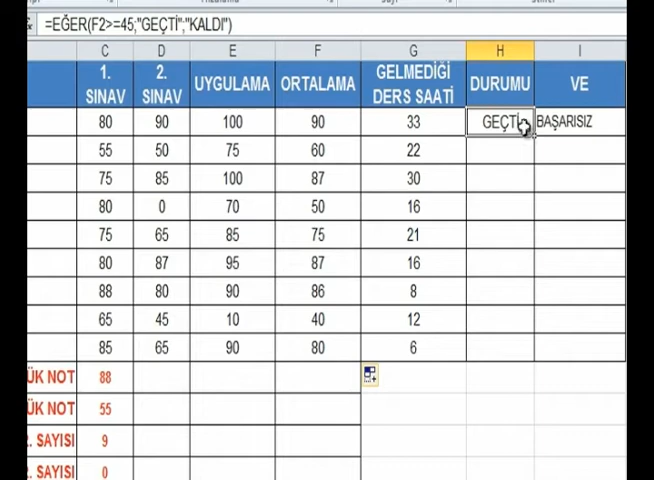 =EĞER(F2>=45;"GEÇTİ";"KALDI")
C D E F G H I
1. SINAV 2. SINAV UYGULAMA ORTALAMA GELMEDİĞİ DERS SAATİ DURUMU VE
80 90 100 90 33 GEÇTİ BAŞARISIZ
55 50 75 60 22
75 85 100 87 30
80 0 70 50 16
75 65 85 75 21
80 87 95 87 16
88 80 90 86 8
65 45 10 40 12
85 65 90 80 6
ÜK NOT 88
ÜK NOT 55
. SAYISI 9
. SAYISI 0